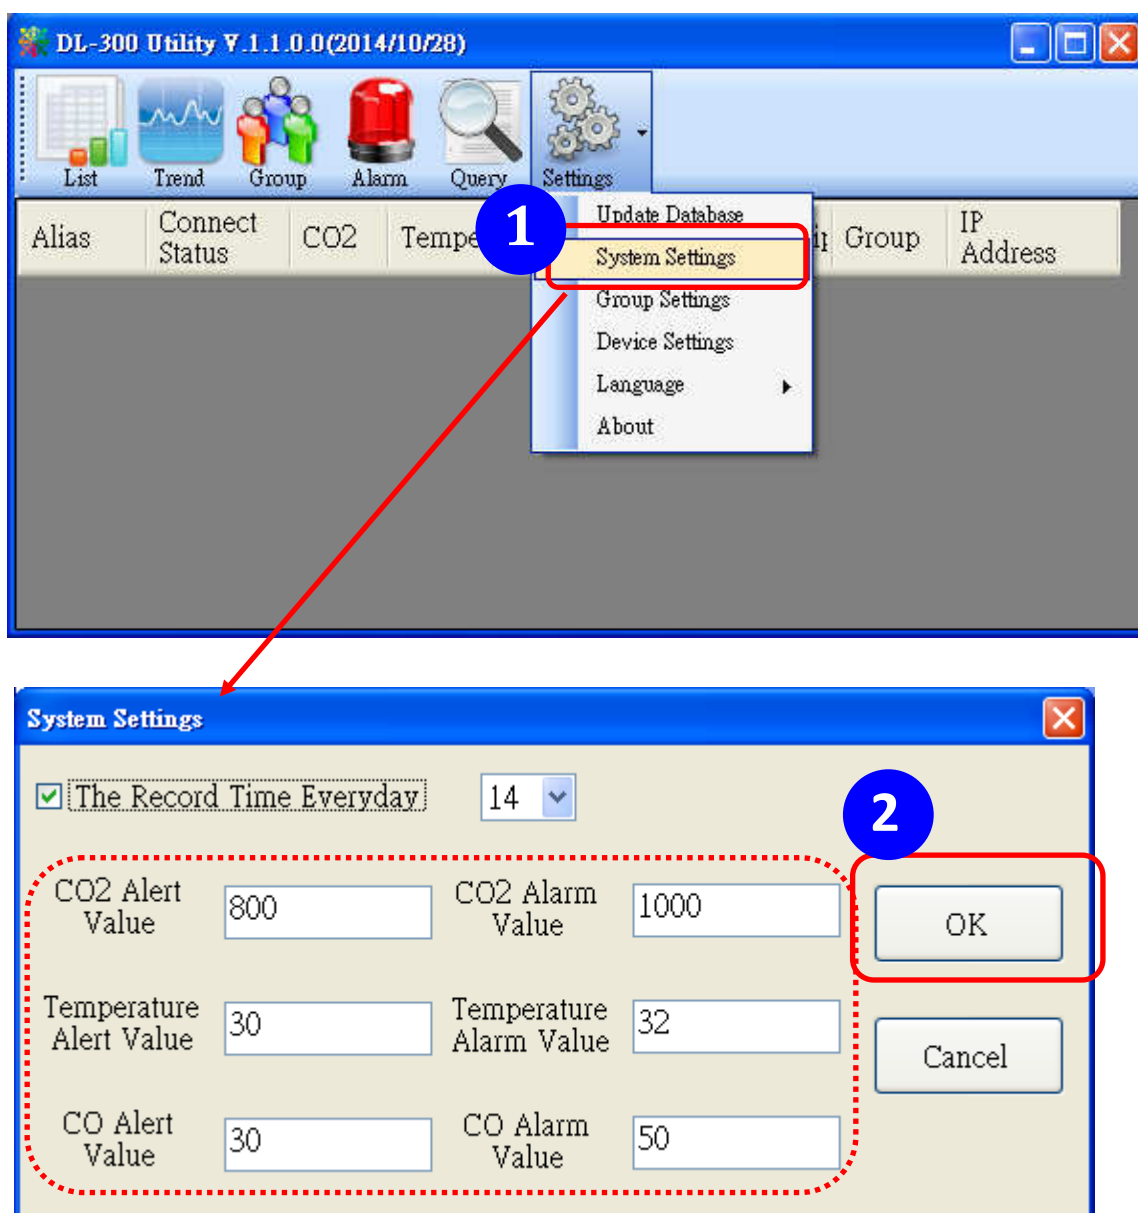 DL-300 Utility V.1.1.0.0(2014/10/28)
List Trend Group Alarm Query Settings
Alias Connect Status CO2 Group IP Address
1
Update Database
System Settings
Group Settings
Device Settings
Language
About
System Settings
The Record Time Everyday 14
2
CO2 Alert Value 800 CO2 Alarm Value 1000
OK
Temperature Alert Value 30 Temperature Alarm Value 32
Cancel
CO Alert Value 30 CO Alarm Value 50